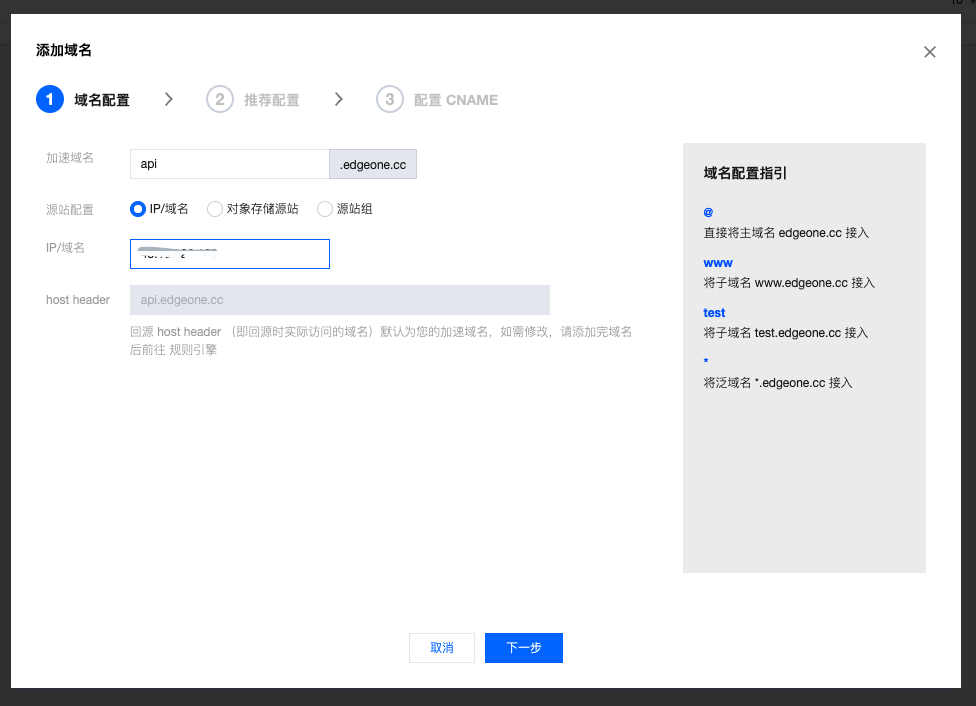 添加域名
1 域名配置 2 推荐配置 3 配置 CNAME
加速域名 api .edgeone.cc
源站配置 IP/域名 对象存储源站 源站组
IP/域名
host header api.edgeone.cc
回源 host header （即回源时实际访问的域名）默认为您的加速域名，如需修改，请添加完域名
后前往 规则引擎
域名配置指引
@
直接将主域名 edgeone.cc 接入
www
将子域名 www.edgeone.cc 接入
test
将子域名 test.edgeone.cc 接入
*
将泛域名 *.edgeone.cc 接入
取消 下一步